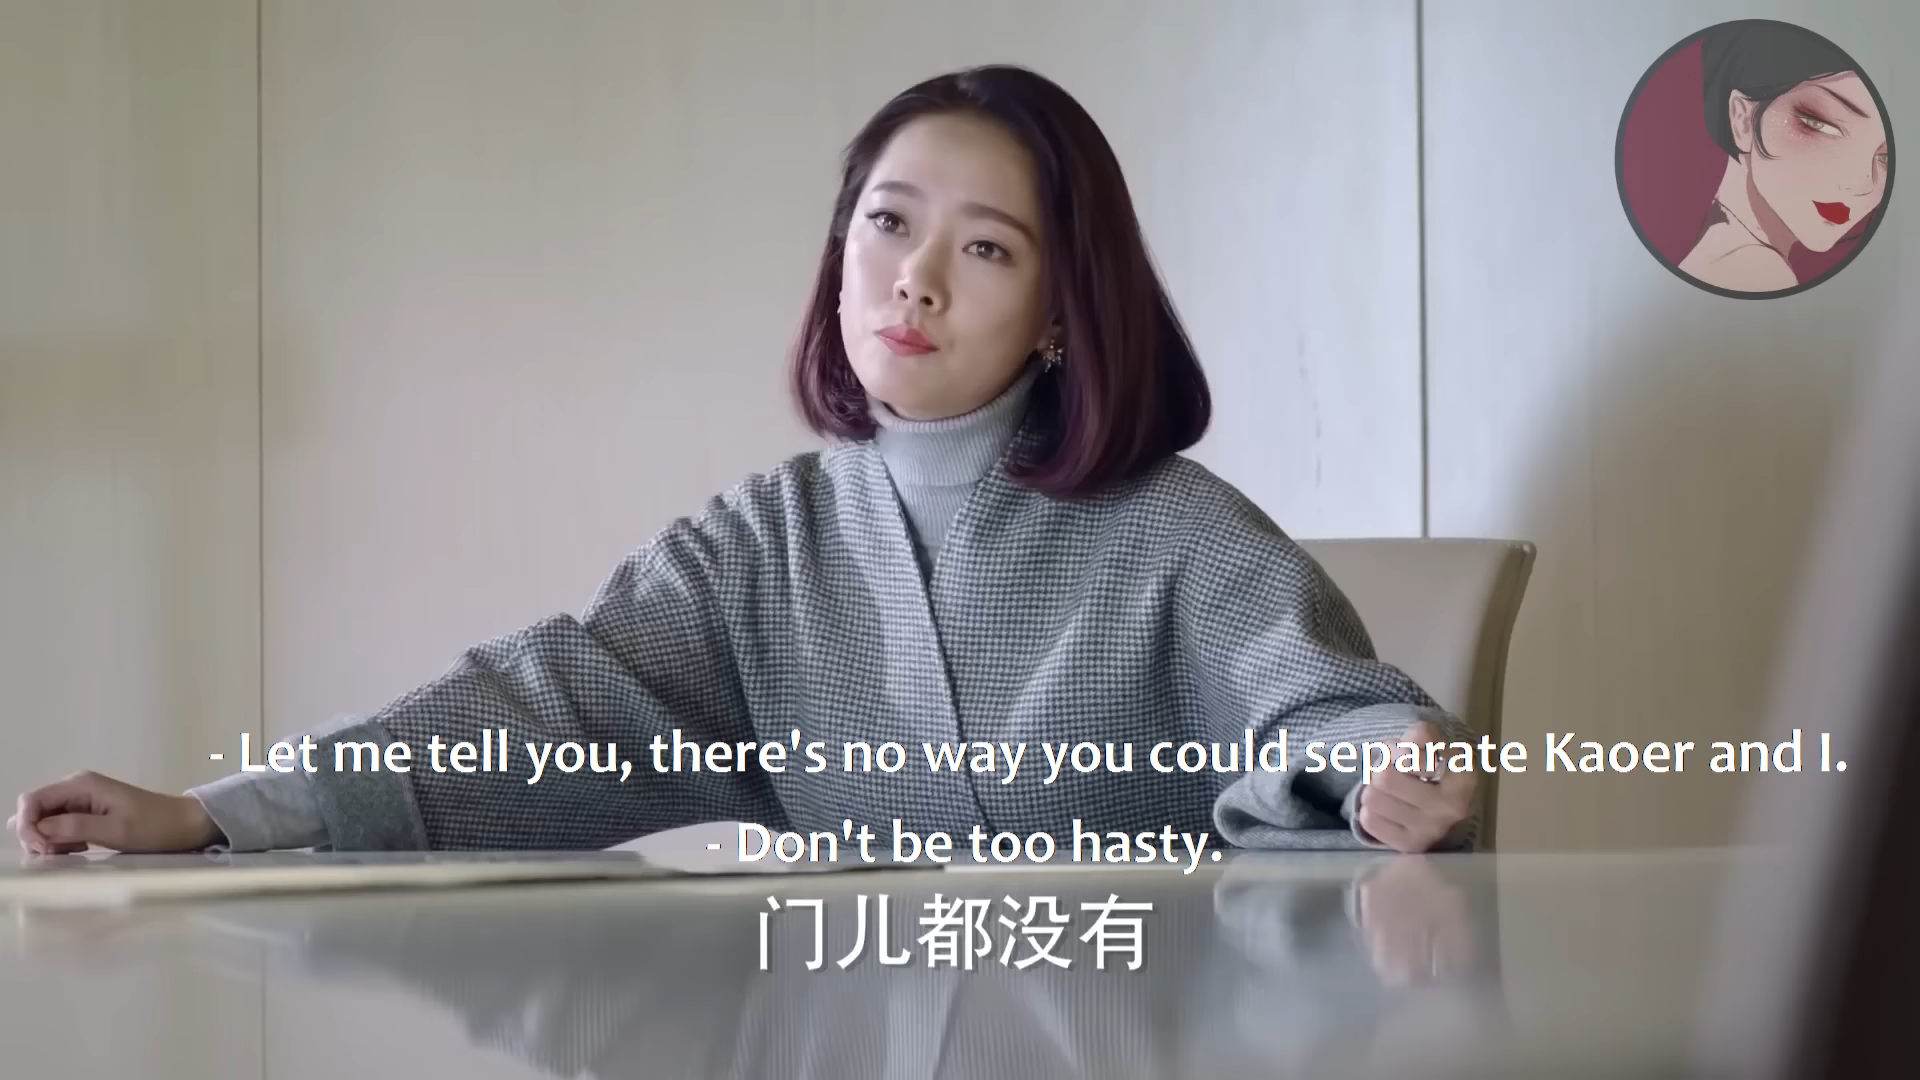 - Let me tell you, there's no way you could separate Kaoer and I.
- Don't be too hasty.
门儿都没有